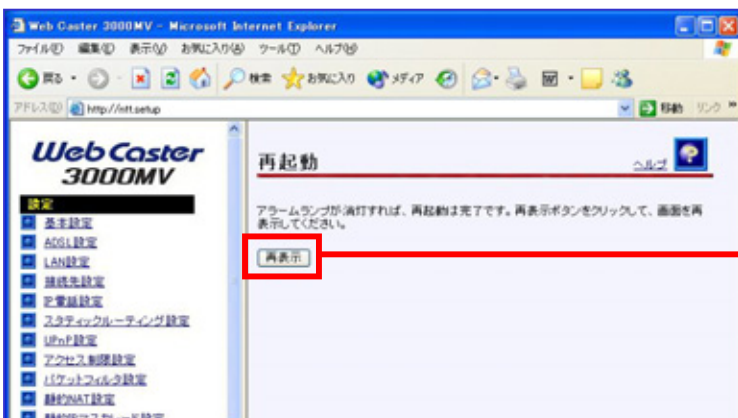 Web Caster 3000MV - Microsoft Internet Explorer
ファイル(F) 編集(E) 表示(V) お気に入り(A) ツール(T) ヘルプ(H)
戻る 検索 お気に入り メディア
アドレス(D) http://ntt.setup 移動 リンク »
Web Caster
3000MV
設定
基本設定
ADSL設定
LAN設定
接続先設定
IP電話設定
スタティックルーティング設定
UPnP設定
アクセス制限設定
パケットフィルタ設定
静的NAT設定
再起動
ヘルプ
アラームランプが消灯すれば、再起動は完了です。再表示ボタンをクリックして、画面を再
表示してください。
再表示